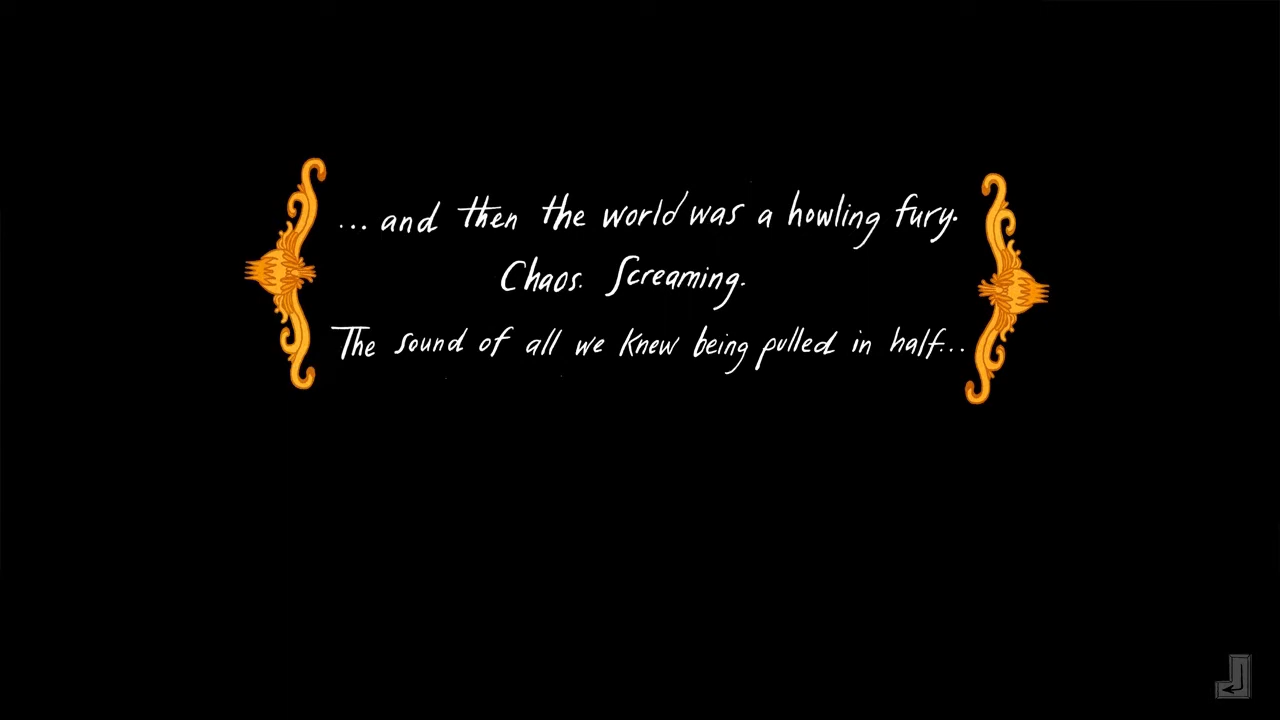 ...and then the world was a howling fury.
Chaos. Screaming.
The sound of all we knew being pulled in half...